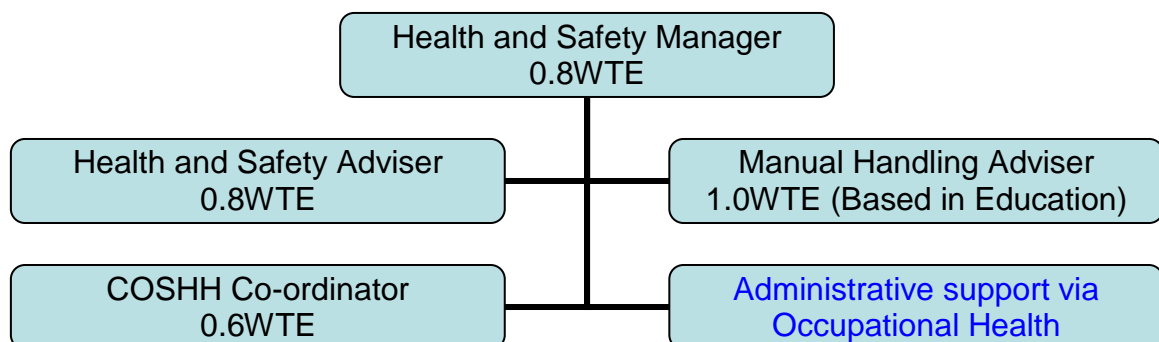 Health and Safety Manager
0.8WTE
Health and Safety Adviser
0.8WTE
Manual Handling Adviser
1.0WTE (Based in Education)
COSHH Co-ordinator
0.6WTE
Administrative support via
Occupational Health